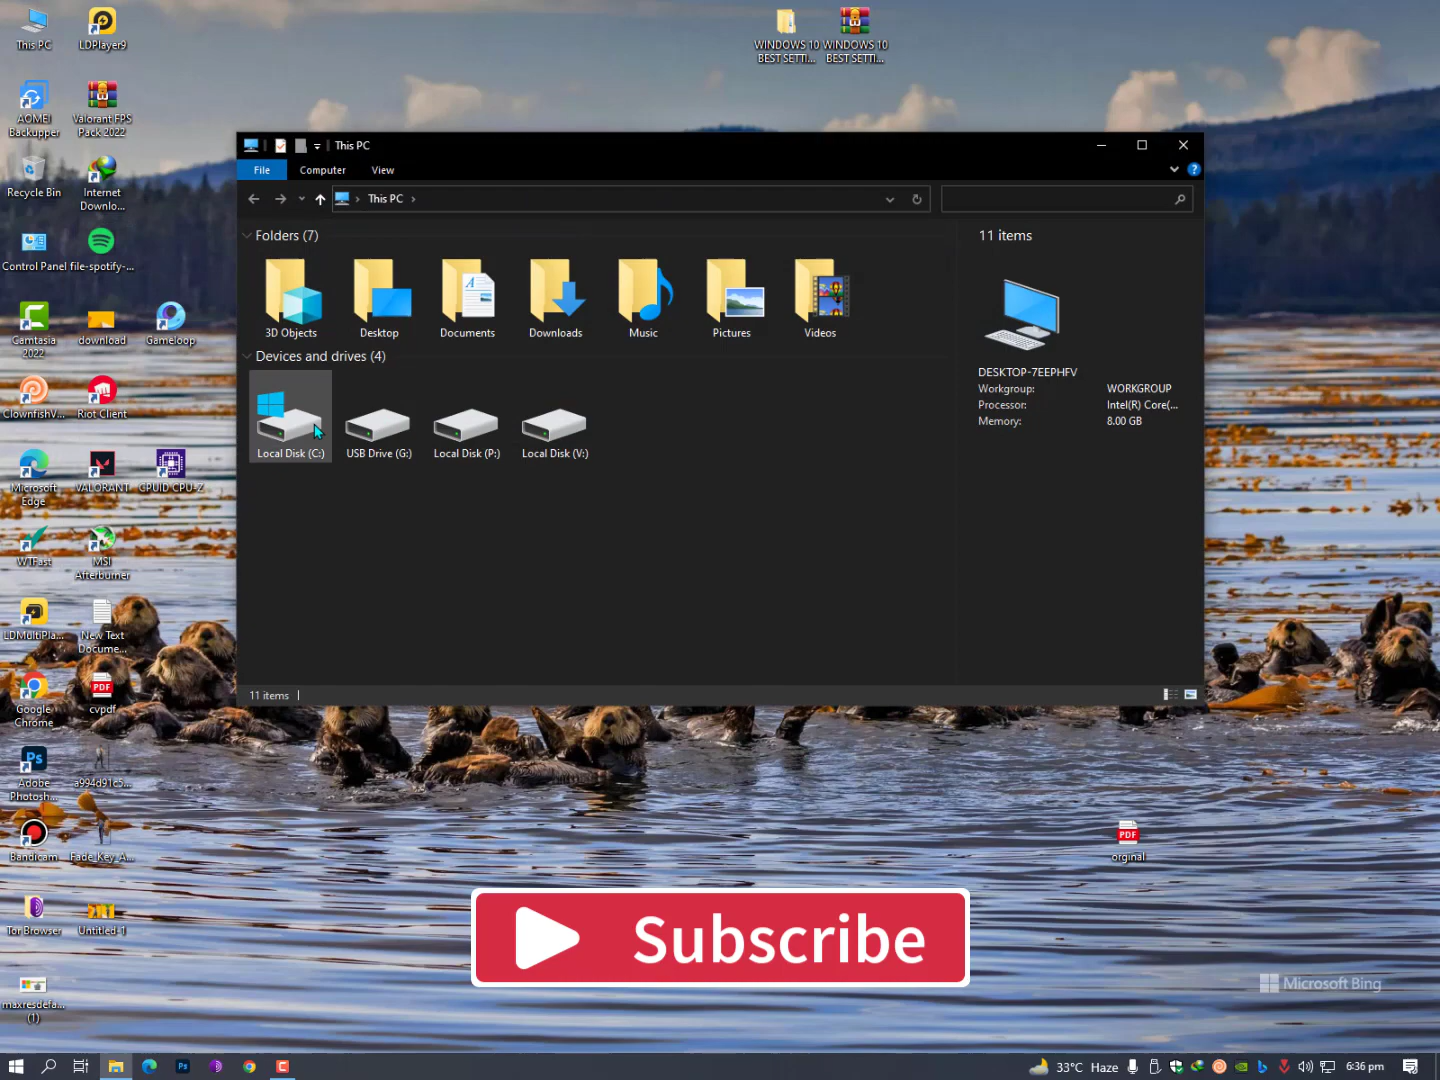 This PC
LDPlayer9
WINDOWS 10
BEST SETTI...
WINDOWS 10
BEST SETTI...
AOMEI
Backupper
Valorant FPS
Pack 2022
Recycle Bin
Internet
Downlo...
Control Panel
file-spotify-...
Camtasia
2022
download
Gameloop
ClownfishV...
Riot Client
Microsoft
Edge
VALORANT
CPUID CPU-Z
WTFast
MSI
Afterburner
LDMultiPla...
New Text
Docume...
Google
Chrome
PDF
cvpdf
Ps
Adobe
Photosh...
a994d91c5...
Bandicam
Fade_Key_A...
Tor Browser
Untitled-1
maxresdefa...
(1)
This PC
File
Computer
View
This PC
Folders (7)
3D Objects
Desktop
Documents
Downloads
Music
Pictures
Videos
Devices and drives (4)
Local Disk (C:)
USB Drive (G:)
Local Disk (P:)
Local Disk (V:)
11 items
DESKTOP-7EEPHFV
Workgroup: WORKGROUP
Processor: Intel(R) Core(...
Memory: 8.00 GB
11 items
PDF
orginal
Subscribe
Microsoft Bing
Ps
33°C Haze
6:36 pm